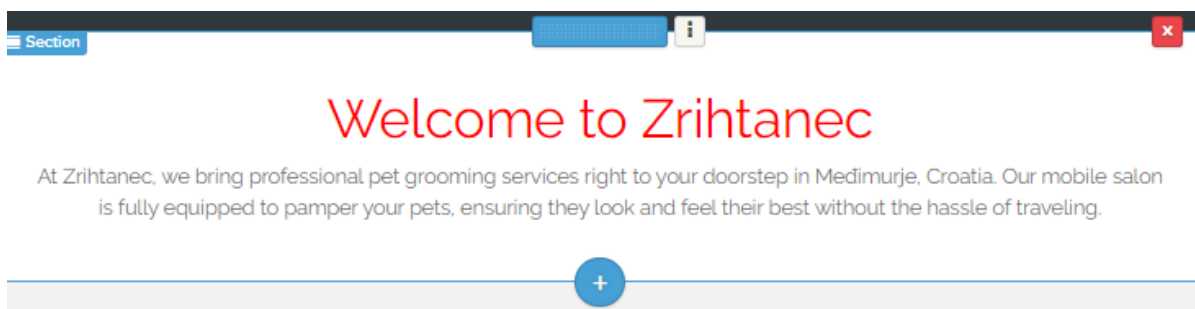 i
x
Section
Welcome to Zrihtanec
At Zrihtanec, we bring professional pet grooming services right to your doorstep in Međimurje, Croatia. Our mobile salon
is fully equipped to pamper your pets, ensuring they look and feel their best without the hassle of traveling.
+